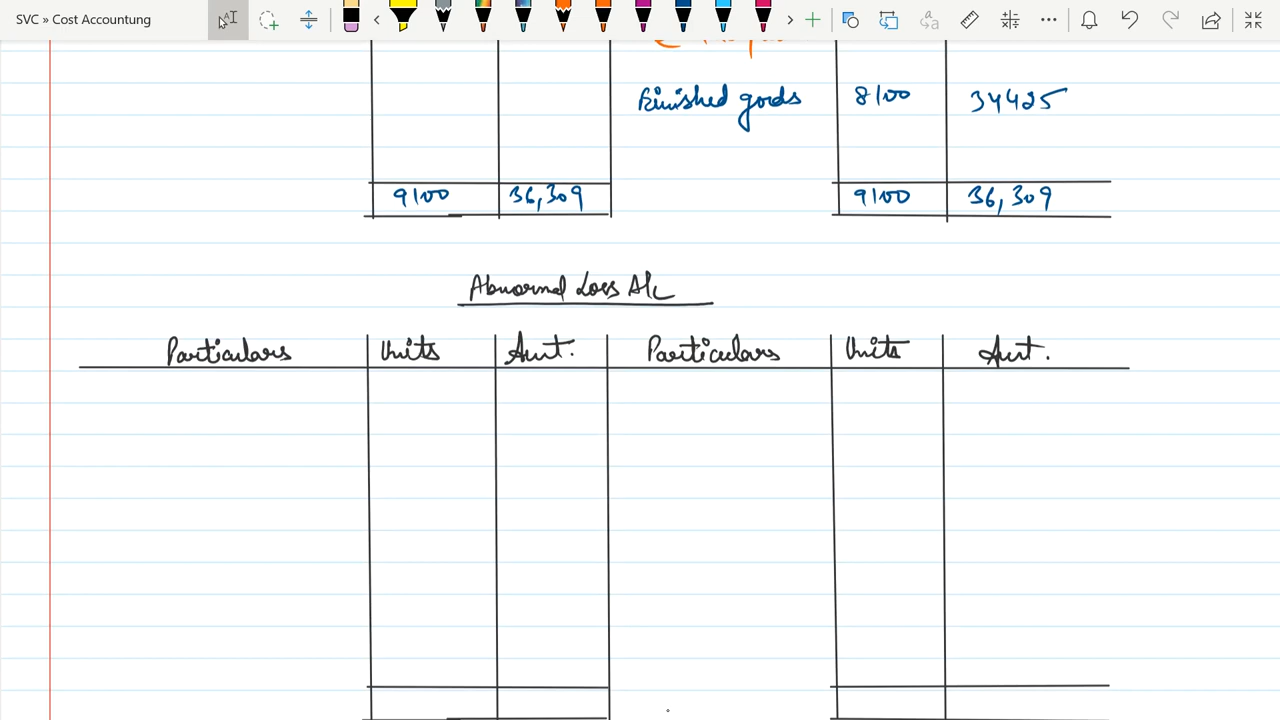 SVC » Cost Accountung
Finished goods 8100 34425
9100 36,309 9100 36,309
Abnormal Loss A/c
Particulars Units Amt. Particulars Units Amt.